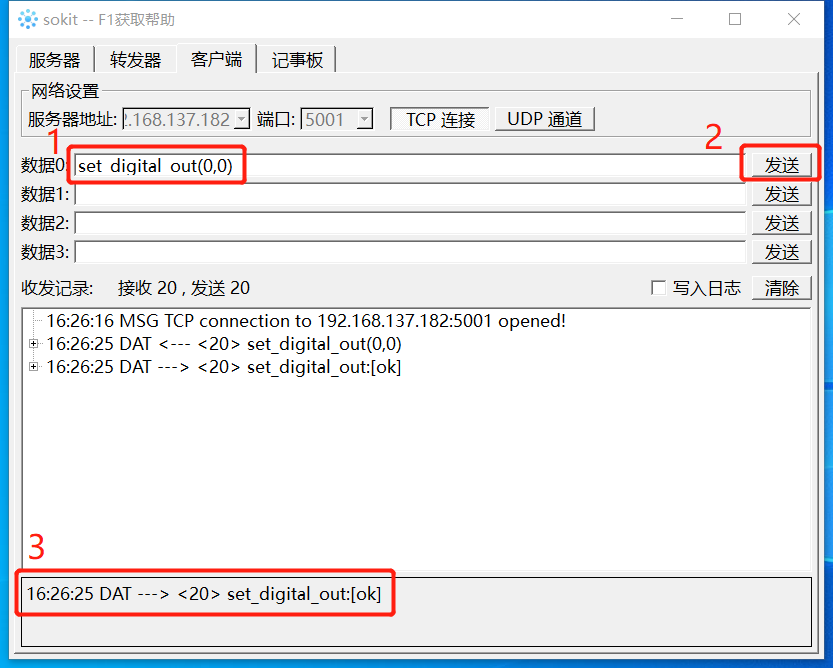 sokit -- F1获取帮助
服务器 转发器 客户端 记事板
网络设置
服务器地址: .168.137.182 端口: 5001 TCP 连接 UDP 通道
1 2
数据0: set_digital_out(0,0) 发送
数据1: 发送
数据2: 发送
数据3: 发送
收发记录: 接收 20 , 发送 20 写入日志 清除
16:26:16 MSG TCP connection to 192.168.137.182:5001 opened!
16:26:25 DAT <--- <20> set_digital_out(0,0)
16:26:25 DAT ---> <20> set_digital_out:[ok]
3
16:26:25 DAT ---> <20> set_digital_out:[ok]